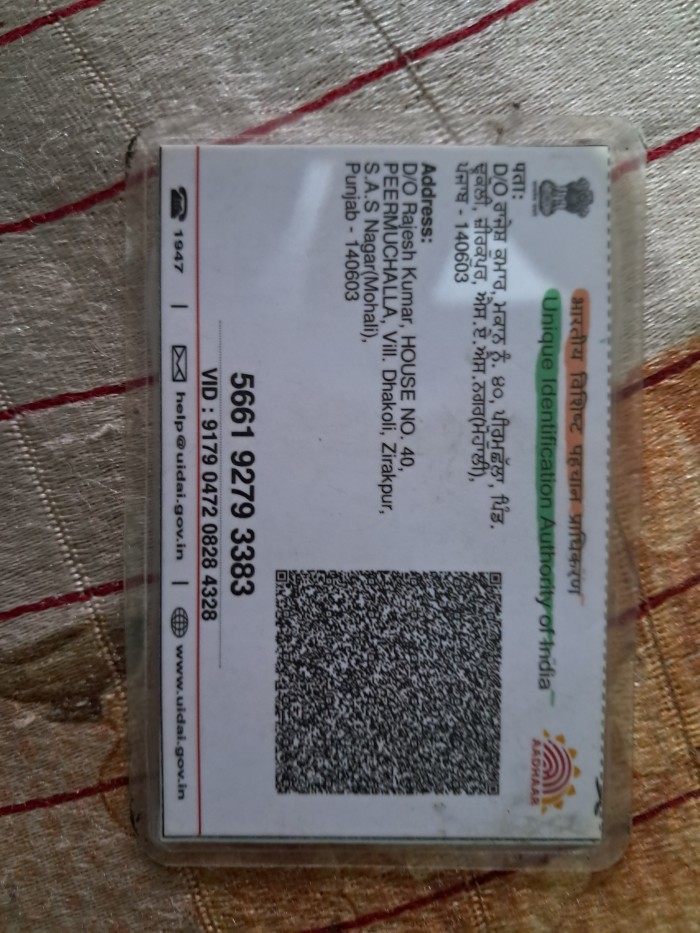 भारतीय विशिष्ट पहचान प्राधिकरण
Unique Identification Authority of India
AADHAAR
ਪਤਾ:
D/O ਰਾਜੇਸ਼ ਕੁਮਾਰ, ਮਕਾਨ ਨੂੰ. ੪੦, ਪੀਰਮੁਛੱਲਾ, ਪਿੰਡ.
ਢਕੋਲੀ, ਜ਼ੀਰਕਪੁਰ, ਐਸ.ਏ.ਐਸ.ਨਗਰ(ਮੋਹਾਲੀ),
ਪੰਜਾਬ - 140603
Address:
D/O Rajesh Kumar, HOUSE NO. 40,
PEERMUCHALLA, Vill. Dhakoli, Zirakpur,
S.A.S Nagar(Mohali),
Punjab - 140603
5661 9279 3383
VID : 9179 0472 0828 4328
1947 | help@uidai.gov.in | www.uidai.gov.in